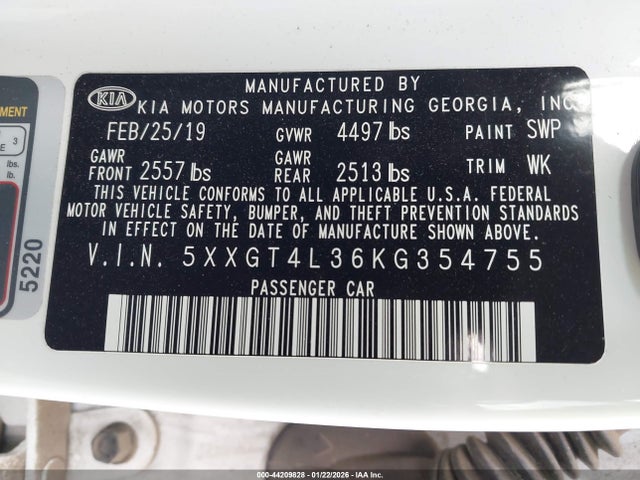 MANUFACTURED BY
KIA KIA MOTORS MANUFACTURING GEORGIA, INC
FEB/25/19 GVWR 4497 lbs PAINT SWP
GAWR FRONT 2557 lbs GAWR REAR 2513 lbs TRIM WK
THIS VEHICLE CONFORMS TO ALL APPLICABLE U.S.A. FEDERAL
MOTOR VEHICLE SAFETY, BUMPER, AND THEFT PREVENTION STANDARDS
IN EFFECT ON THE DATE OF MANUFACTURE SHOWN ABOVE.
V.I.N. 5XXGT4L36KG354755
PASSENGER CAR
3
lbs.
lb.
5220
000-44209828 - 01/22/2026 - IAA Inc.